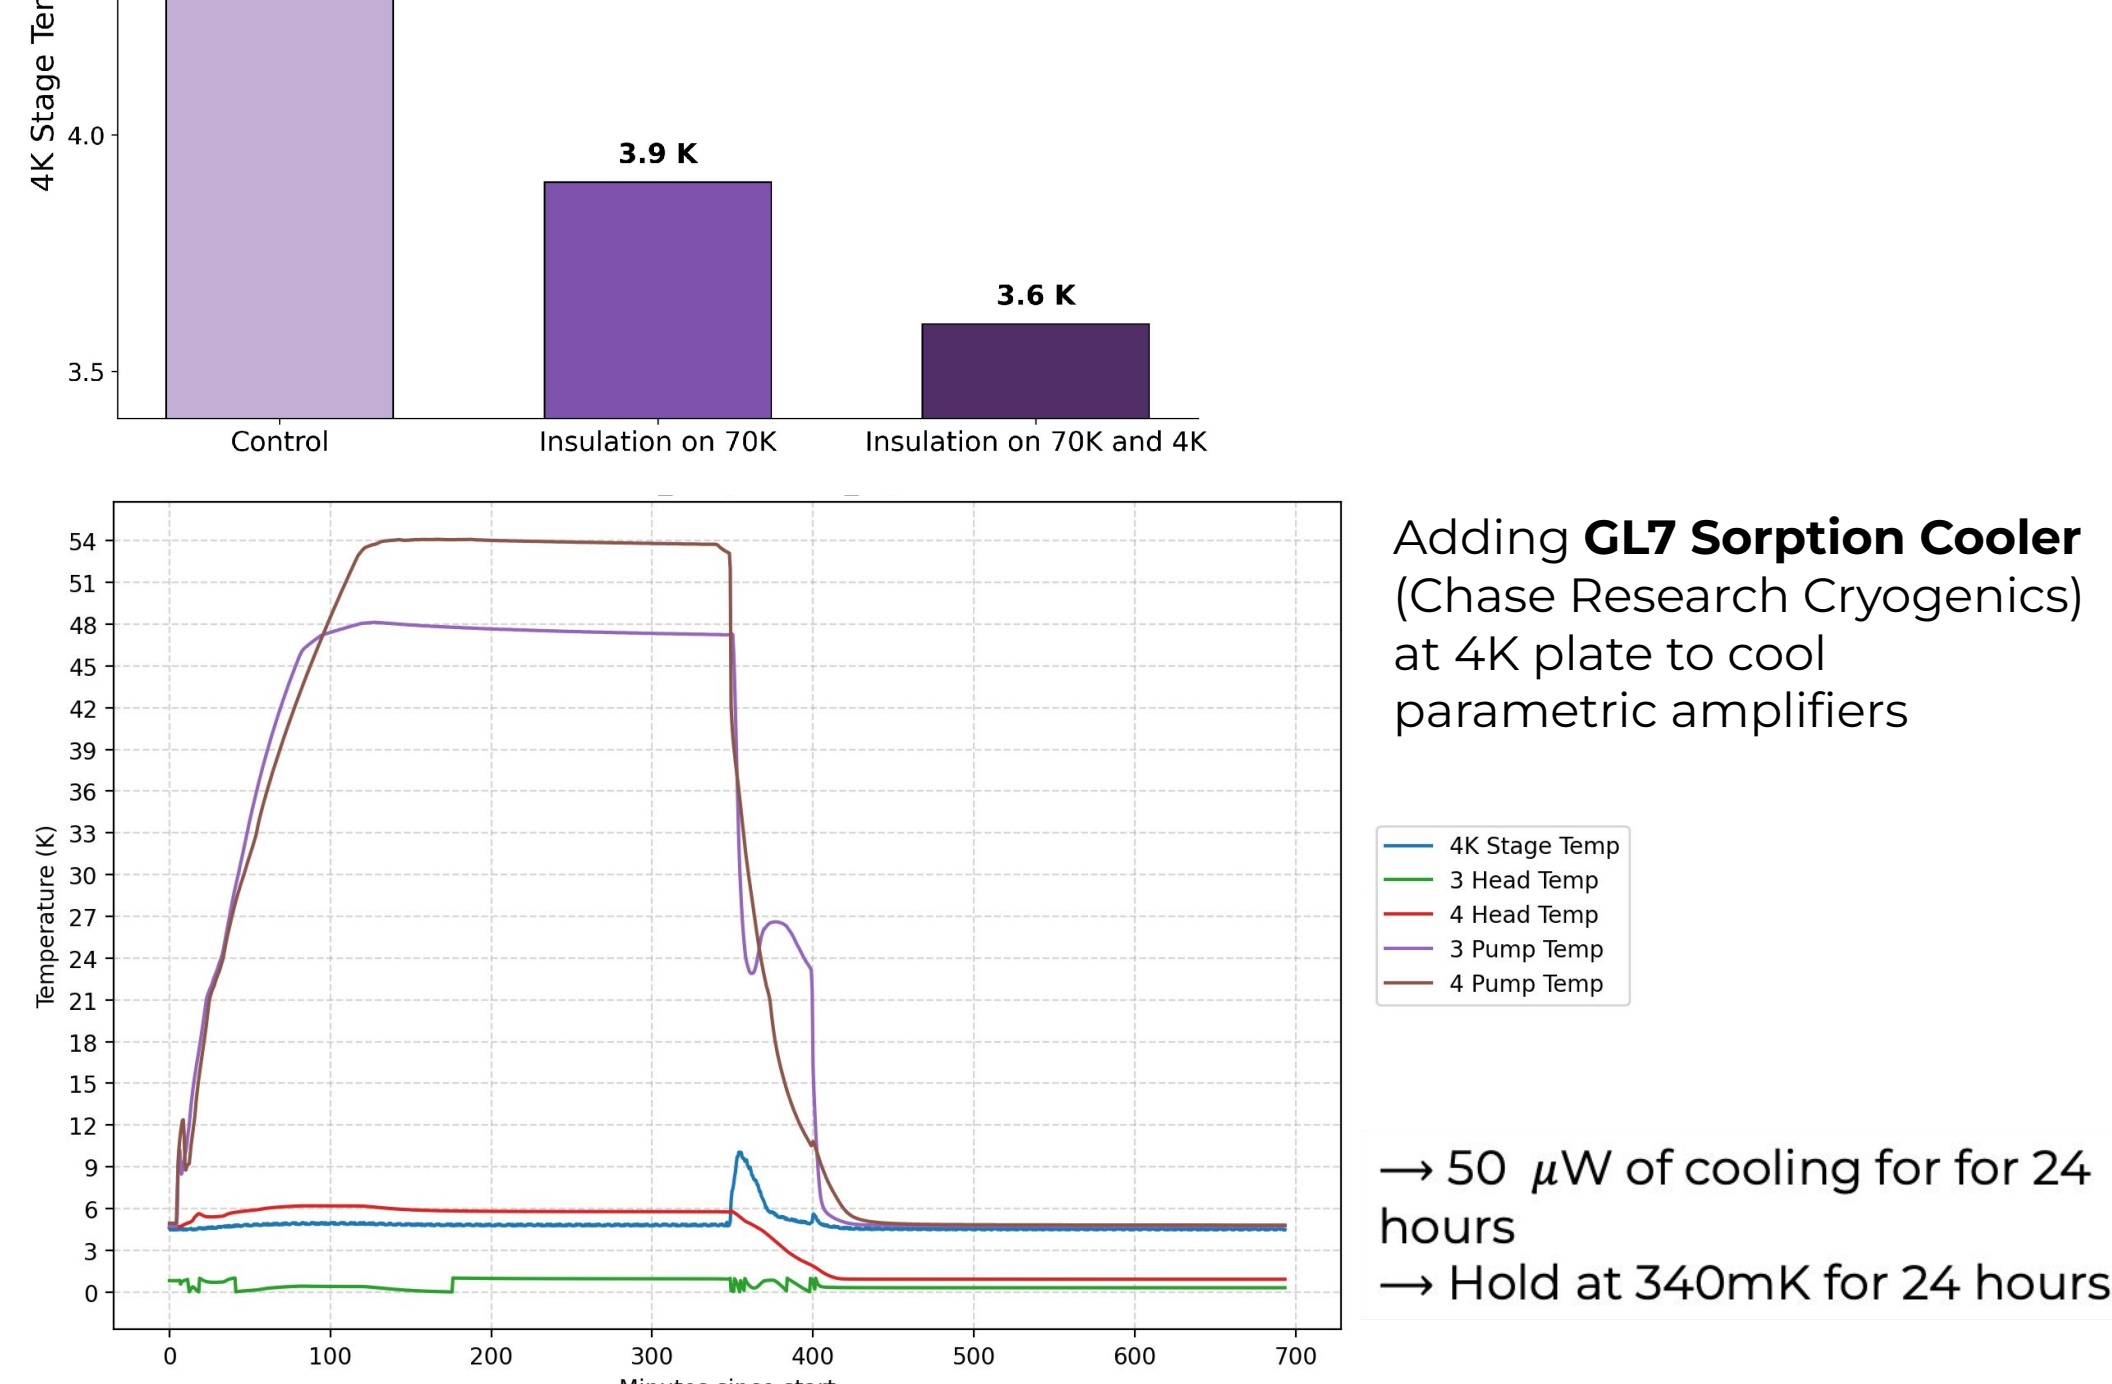 4K Stage
4.0
3.9 K
3.6 K
3.5
Control
Insulation on 70K
Insulation on 70K and 4K
54
51
48
45
42
39
36
33
30
27
24
21
18
15
12
9
6
3
0
Temperature (K)
0
100
200
300
400
500
600
700
Minutes since start
Adding GL7 Sorption Cooler
(Chase Research Cryogenics)
at 4K plate to cool
parametric amplifiers
4K Stage Temp
3 Head Temp
4 Head Temp
3 Pump Temp
4 Pump Temp
→ 50 μW of cooling for for 24
hours
→ Hold at 340mK for 24 hours